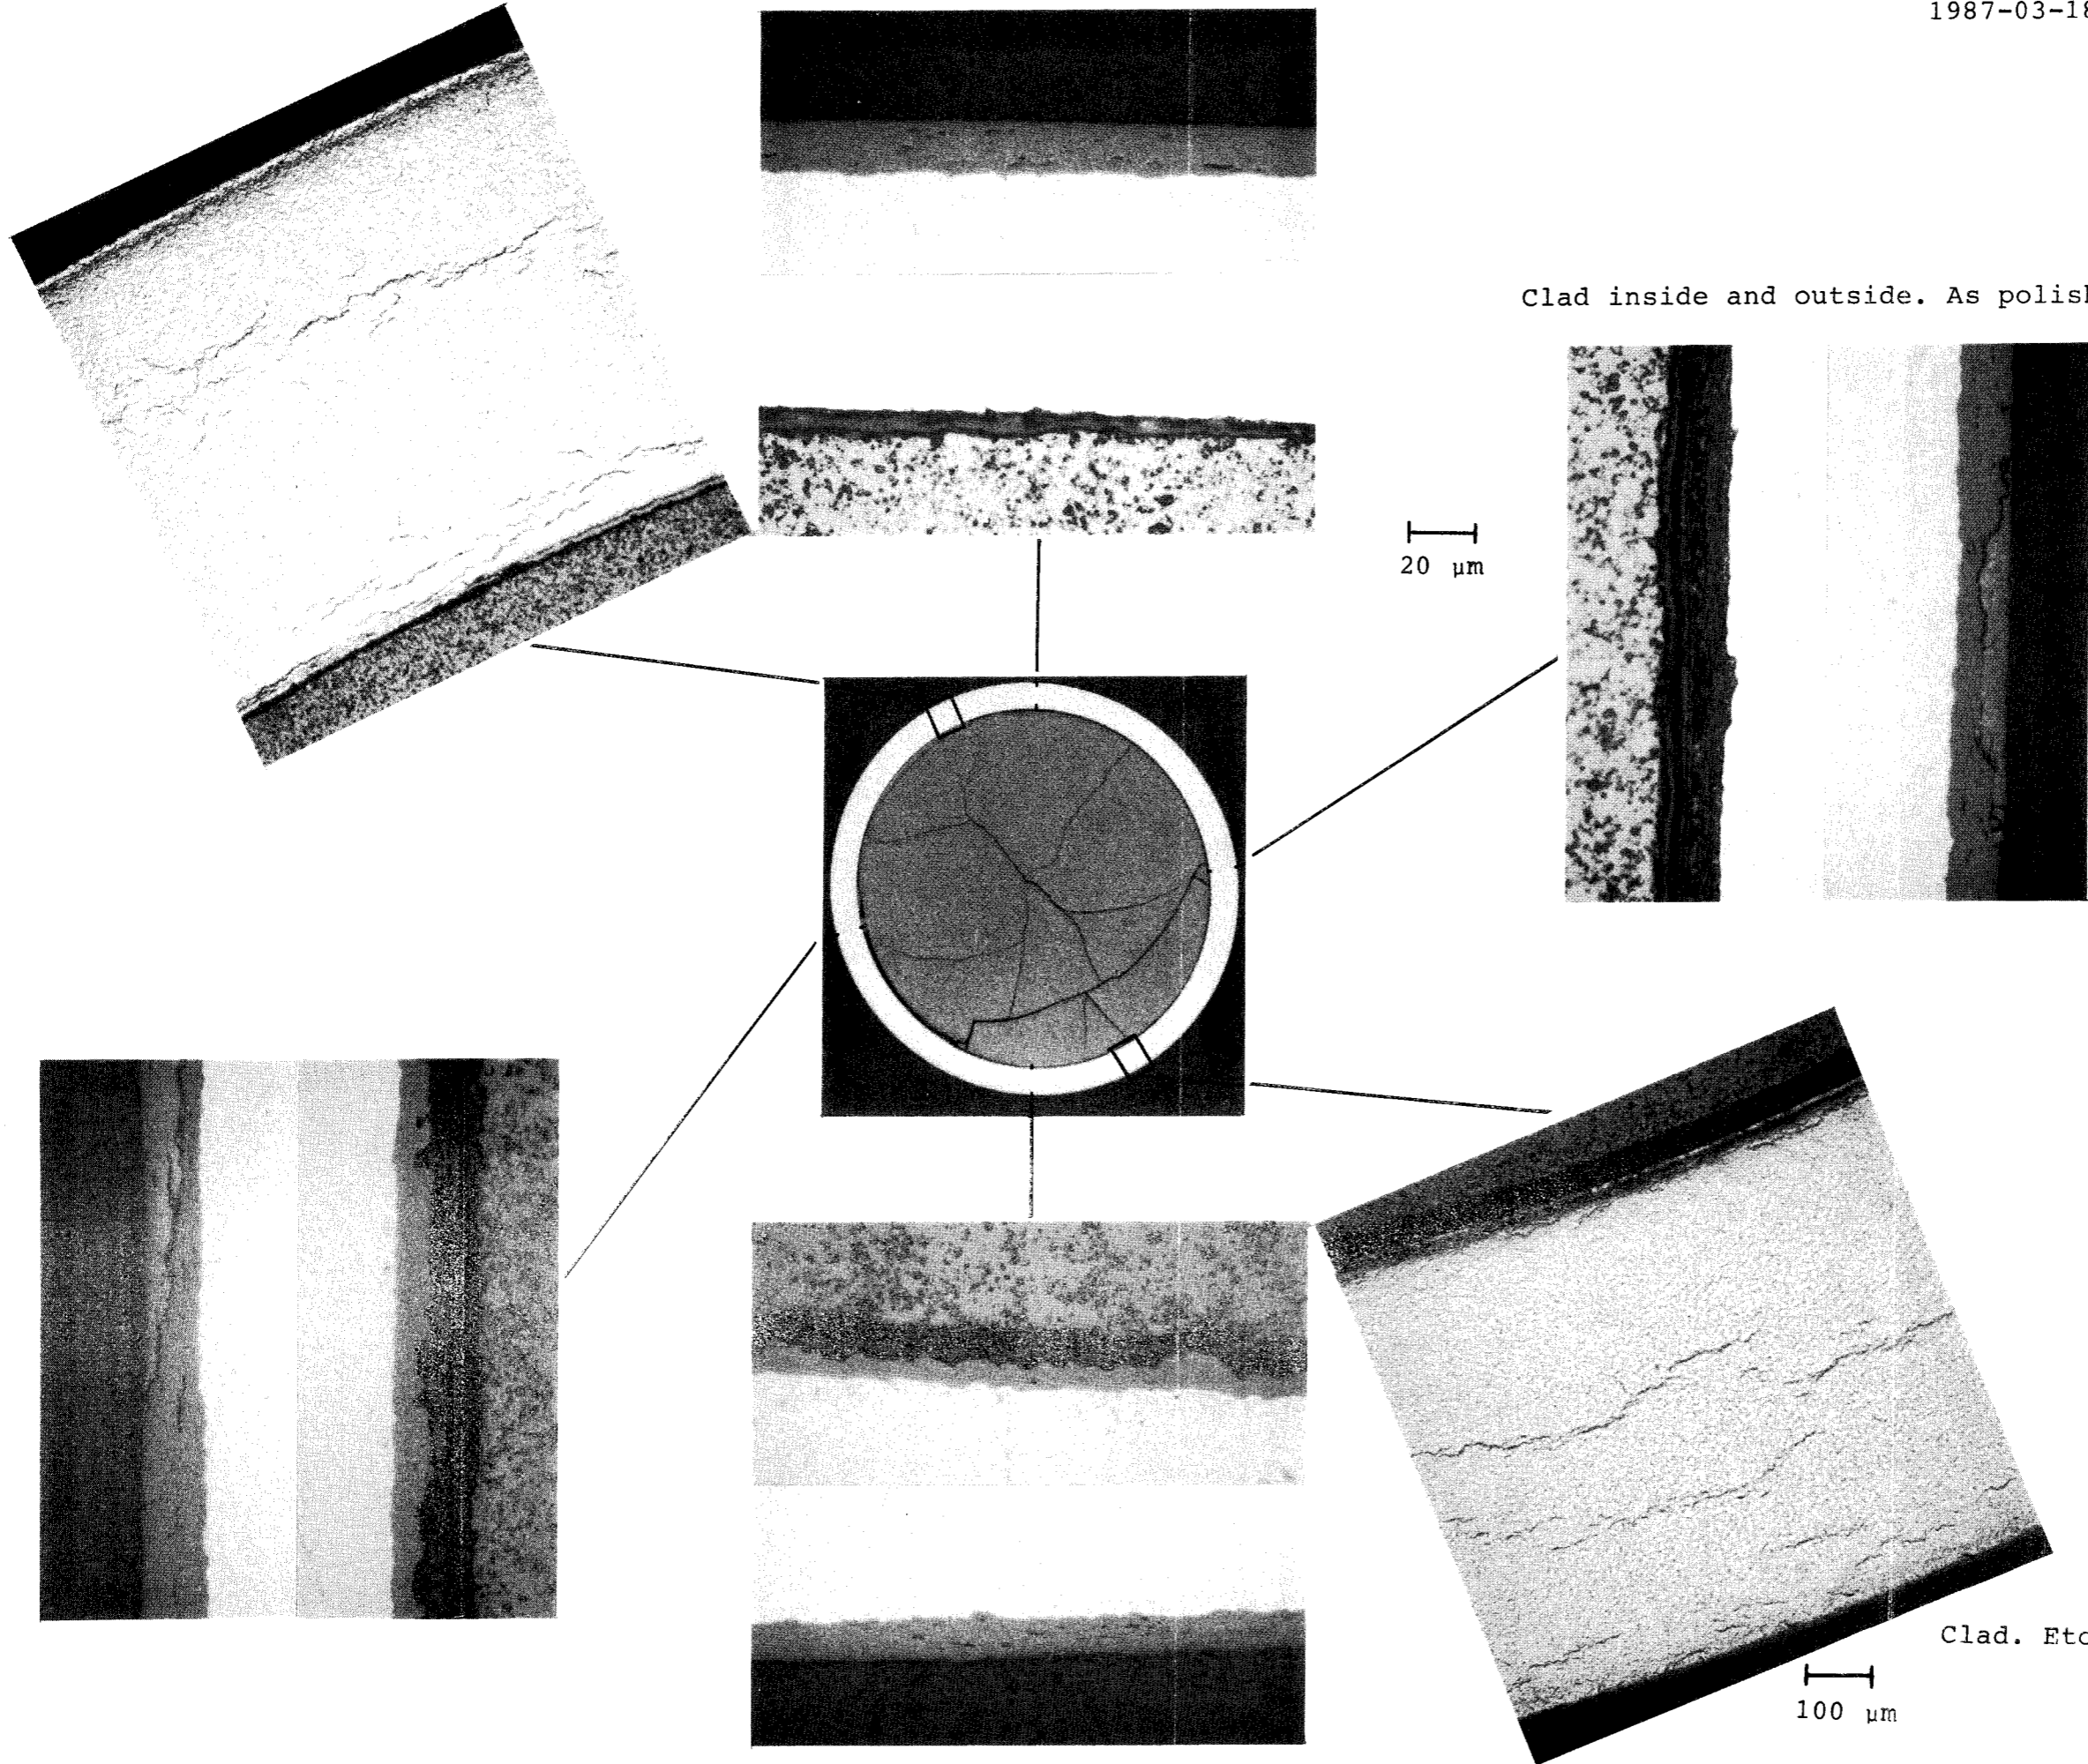 1987-03-18
Clad inside and outside. As polish
20 µm
Clad. Etc
100 µm